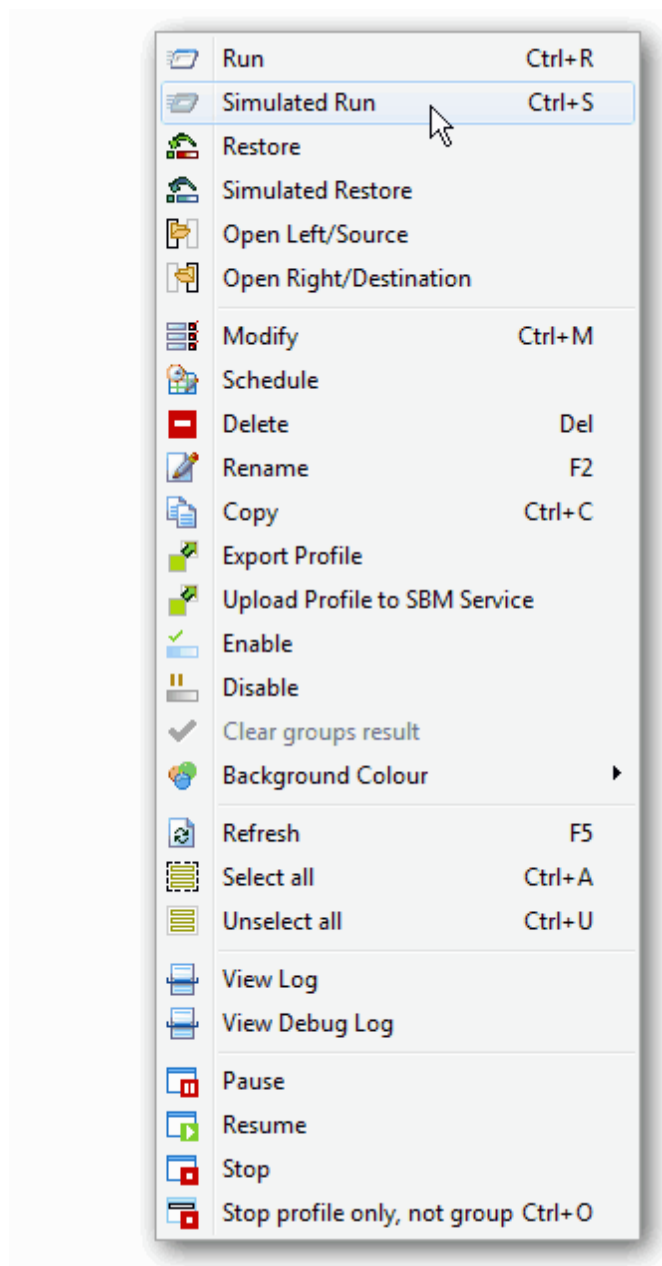 Run Ctrl+R
Simulated Run Ctrl+S
Restore
Simulated Restore
Open Left/Source
Open Right/Destination
Modify Ctrl+M
Schedule
Delete Del
Rename F2
Copy Ctrl+C
Export Profile
Upload Profile to SBM Service
Enable
Disable
Clear groups result
Background Colour
Refresh F5
Select all Ctrl+A
Unselect all Ctrl+U
View Log
View Debug Log
Pause
Resume
Stop
Stop profile only, not group Ctrl+O